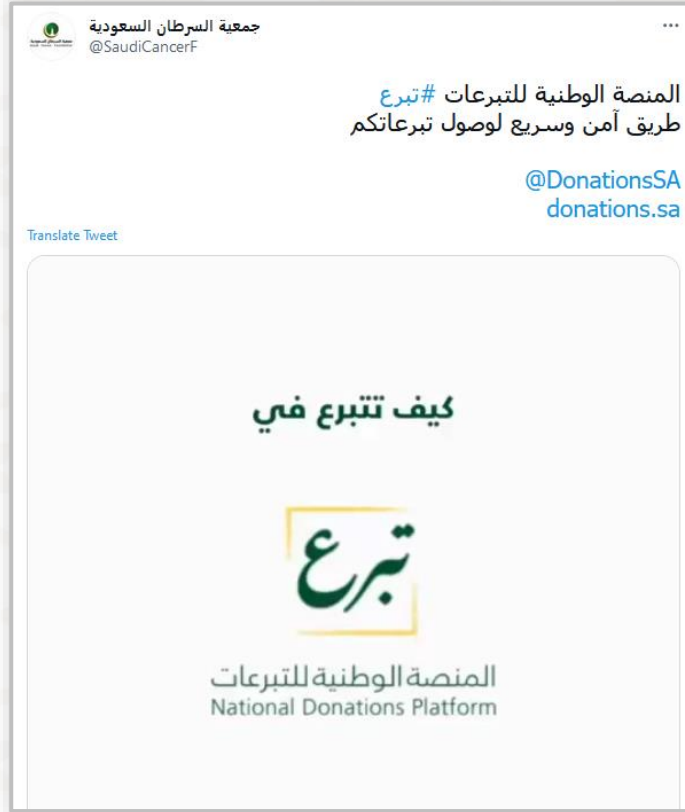 جمعية السرطان السعودية
@SaudiCancerF
المنصة الوطنية للتبرعات #تبرع
طريق آمن وسريع لوصول تبرعاتكم
@DonationsSA
donations.sa
Translate Tweet
كيف تتبرع في
تبرع
المنصة الوطنية للتبرعات
National Donations Platform